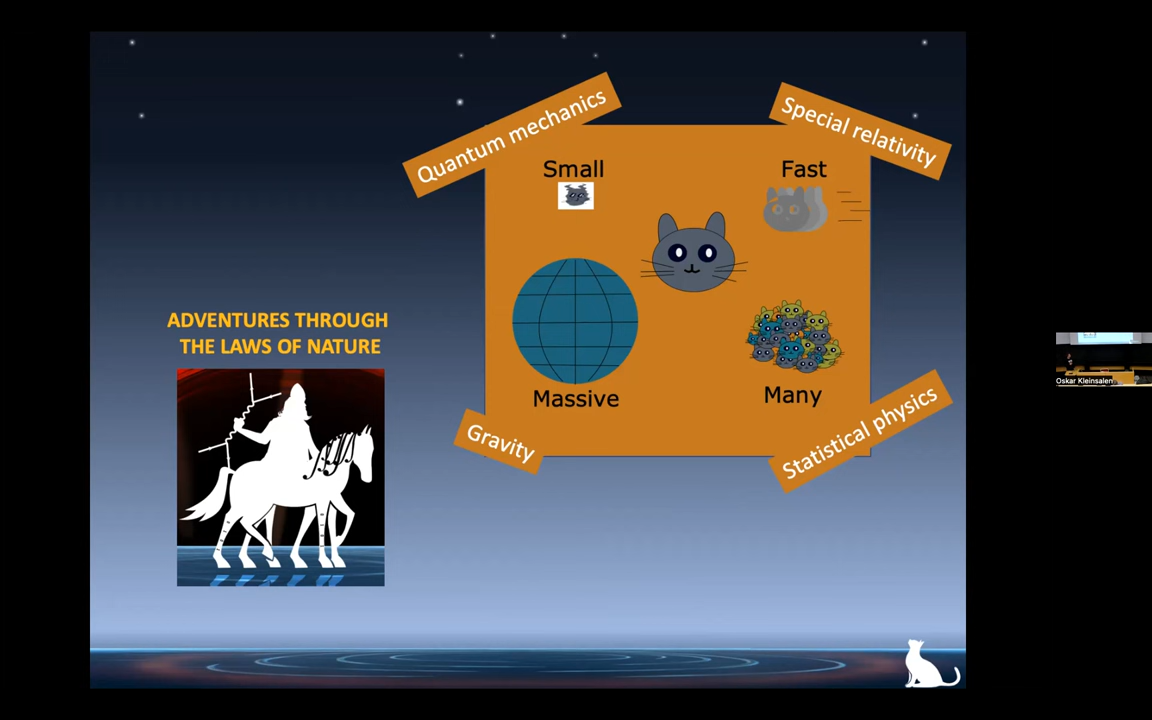 Quantum mechanics
Special relativity
Small
Fast
ADVENTURES THROUGH
THE LAWS OF NATURE
Massive
Many
Gravity
Statistical physics
Oskar Kleinsalen